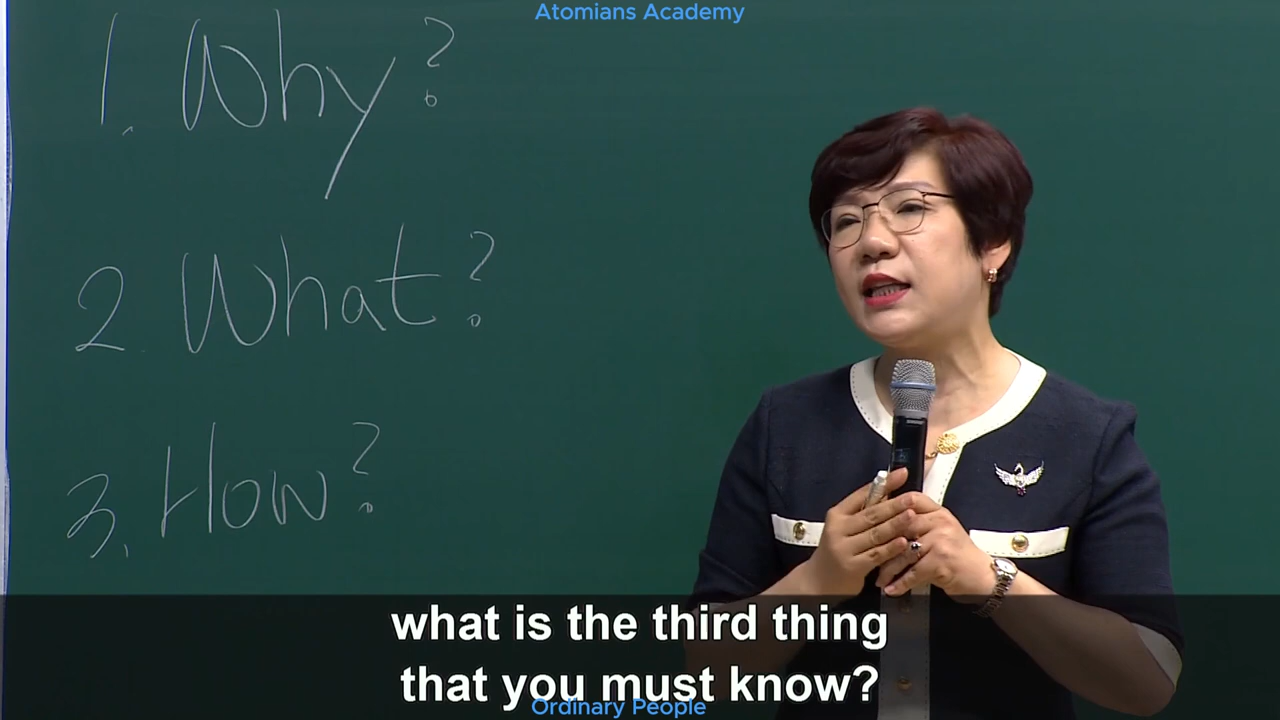 Atomians Academy
1. Why?
2. What?
3. How?
what is the third thing
that you must know?
Ordinary People